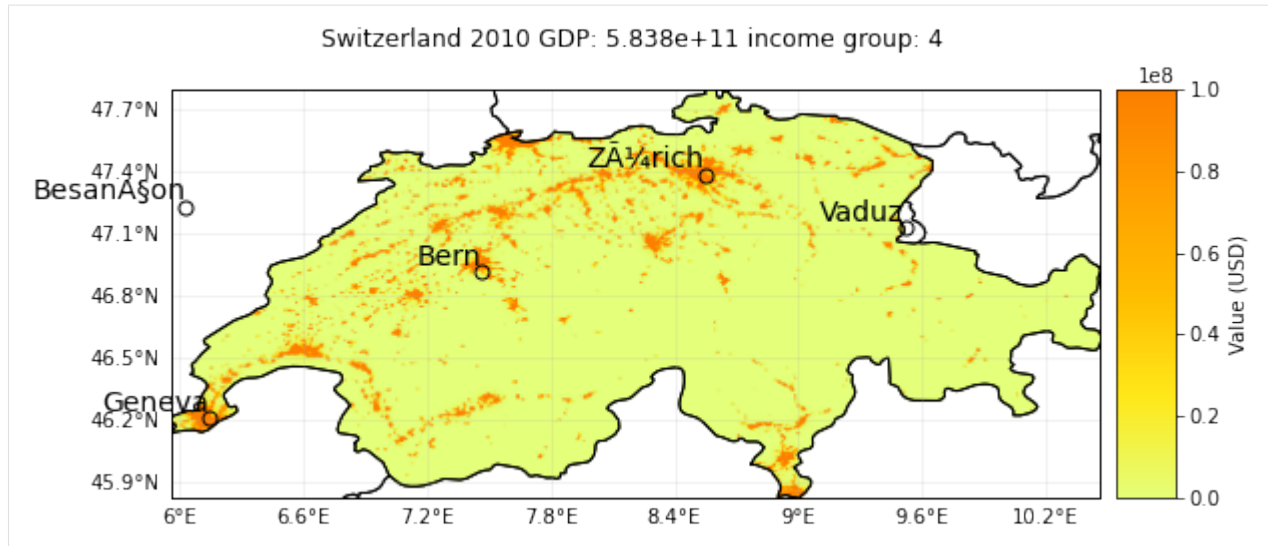 Switzerland 2010 GDP: 5.838e+11 income group: 4
1e8
47.7°N
47.4°N
47.1°N
46.8°N
46.5°N
46.2°N
45.9°N
ZÃ¼rich
BesanÃ§on
Vaduz
Bern
Geneva
6°E
6.6°E
7.2°E
7.8°E
8.4°E
9°E
9.6°E
10.2°E
1.0
0.8
0.6
0.4
0.2
0.0
Value (USD)